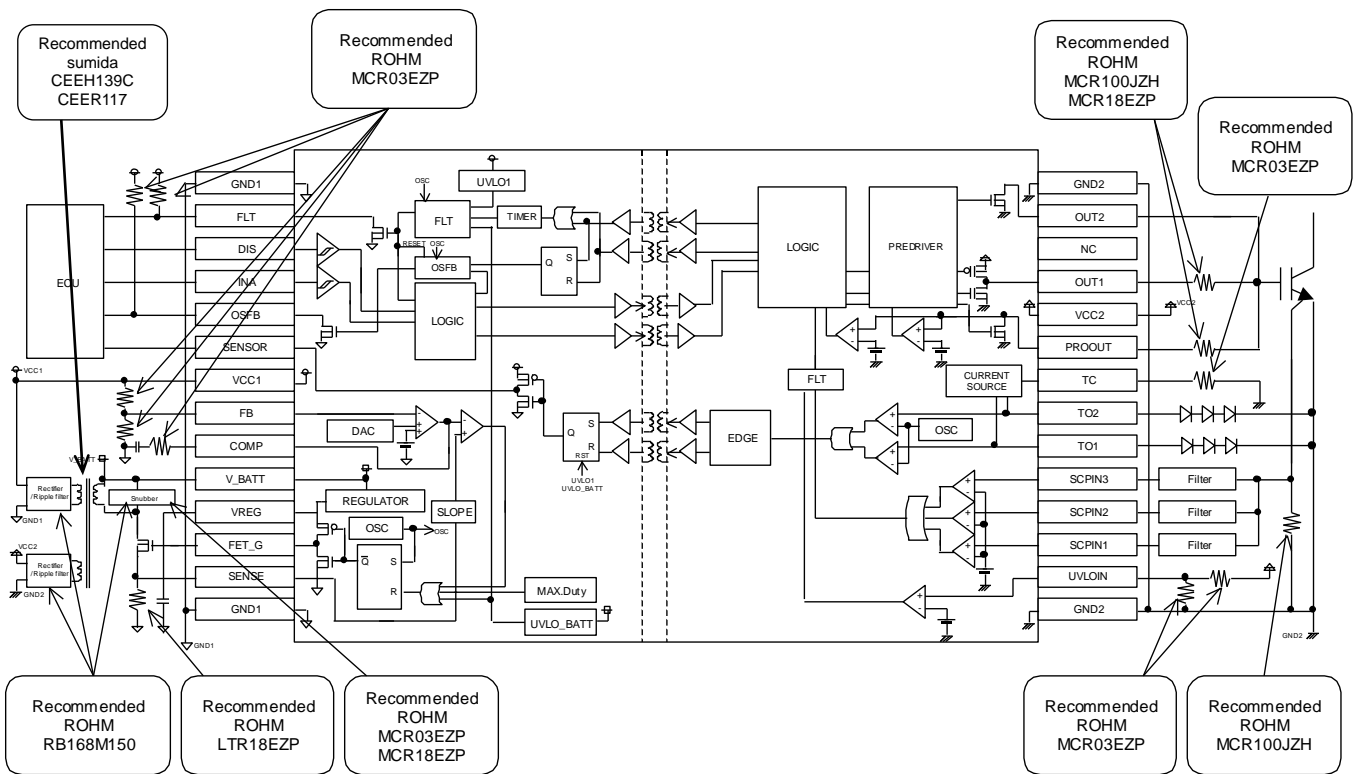 Recommended
sumida
CEEH139C
CEER117
Recommended
ROHM
MCR03EZP
Recommended
ROHM
MCR100JZH
MCR18EZP
Recommended
ROHM
MCR03EZP
ECU
GND1
FLT
DIS
INA
OSFB
SENSOR
VCC1
FB
COMP
V_BATT
VREG
FET_G
SENSE
GND1
VCC1
V_BATT
Rectifier
/Ripple filter
GND1
Snubber
VCC2
Rectifier
/Ripple filter
GND2
GND1
OSC
UVLO1
FLT
TIMER
RESET
OSC
OSFB
LOGIC
Q
S
R
LOGIC
PREDRIVER
FLT
CURRENT
SOURCE
DAC
+
-
+
-
+
Q
S
R
RST
UVLO1
UVLO_BATT
EDGE
OSC
REGULATOR
SLOPE
OSC
OSC
Q
S
R
MAX.Duty
UVLO_BATT
+
-
+
-
+
-
+
-
+
-
+
-
+
-
+
-
GND2
OUT2
NC
OUT1
VCC2
PROOUT
TC
TO2
TO1
SCPIN3
SCPIN2
SCPIN1
UVLOIN
GND2
VCC2
Filter
Filter
Filter
GND2
Recommended
ROHM
RB168M150
Recommended
ROHM
LTR18EZP
Recommended
ROHM
MCR03EZP
MCR18EZP
Recommended
ROHM
MCR03EZP
Recommended
ROHM
MCR100JZH